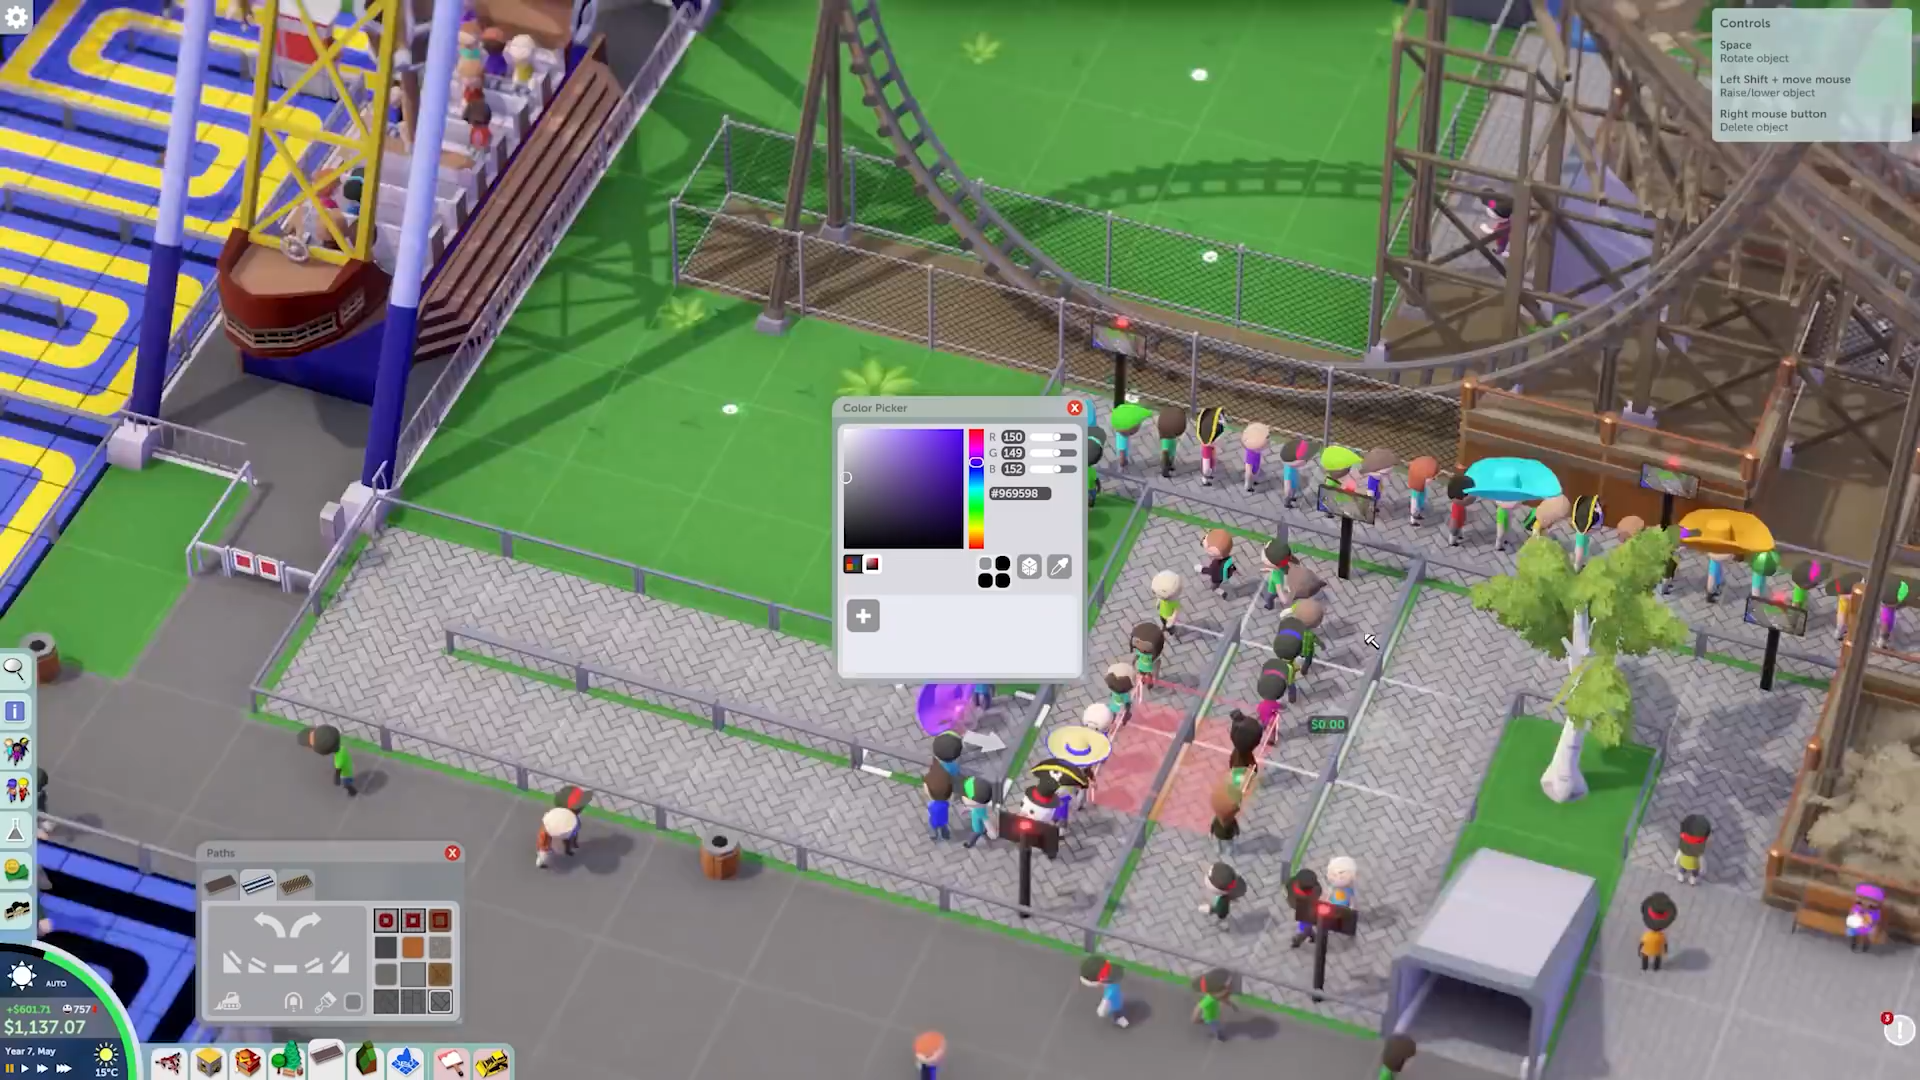 Controls
Space
Rotate object
Left Shift + move mouse
Raise/lower object
Right mouse button
Delete object
Color Picker
R 150
G 149
B 152
#969598
$0.00
Paths
AUTO
+$601.71 757
$1,137.07
Year 7, May
15°C
3